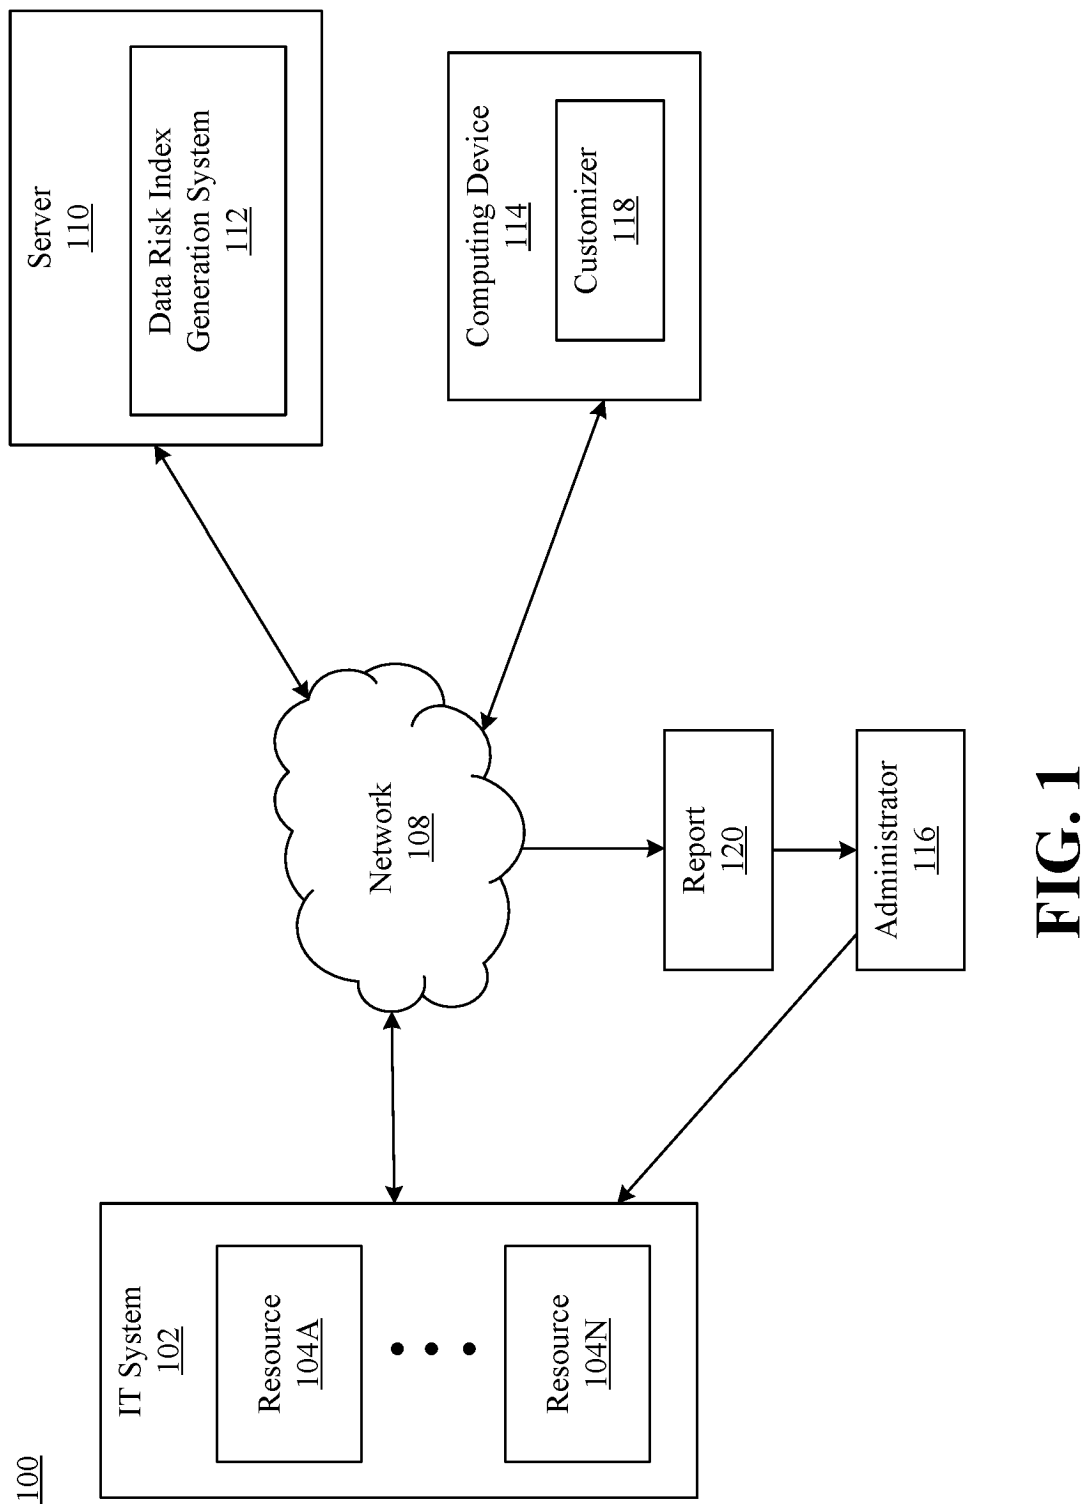 100
IT System
102
Resource
104A
Resource
104N
Network
108
Server
110
Data Risk Index
Generation System
112
Computing Device
114
Customizer
118
Report
120
Administrator
116
FIG. 1